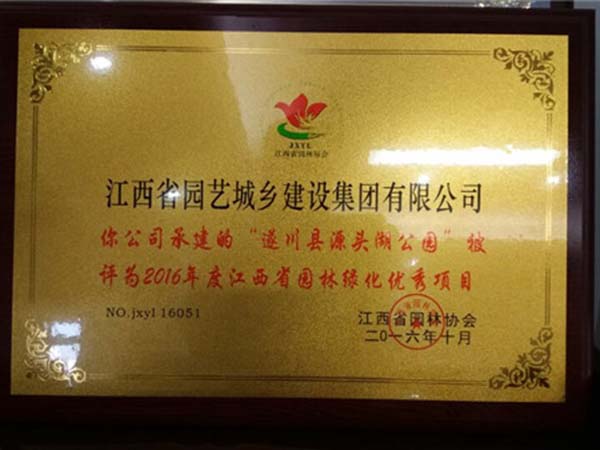 JXYL
江西省园林协会
江西省园艺城乡建设集团有限公司
你公司承建的“遂川县源头湖公园”被
评为2016年度江西省园林绿化优秀项目
NO.jxyl 16051
江西省园林协会
二〇一六年十月